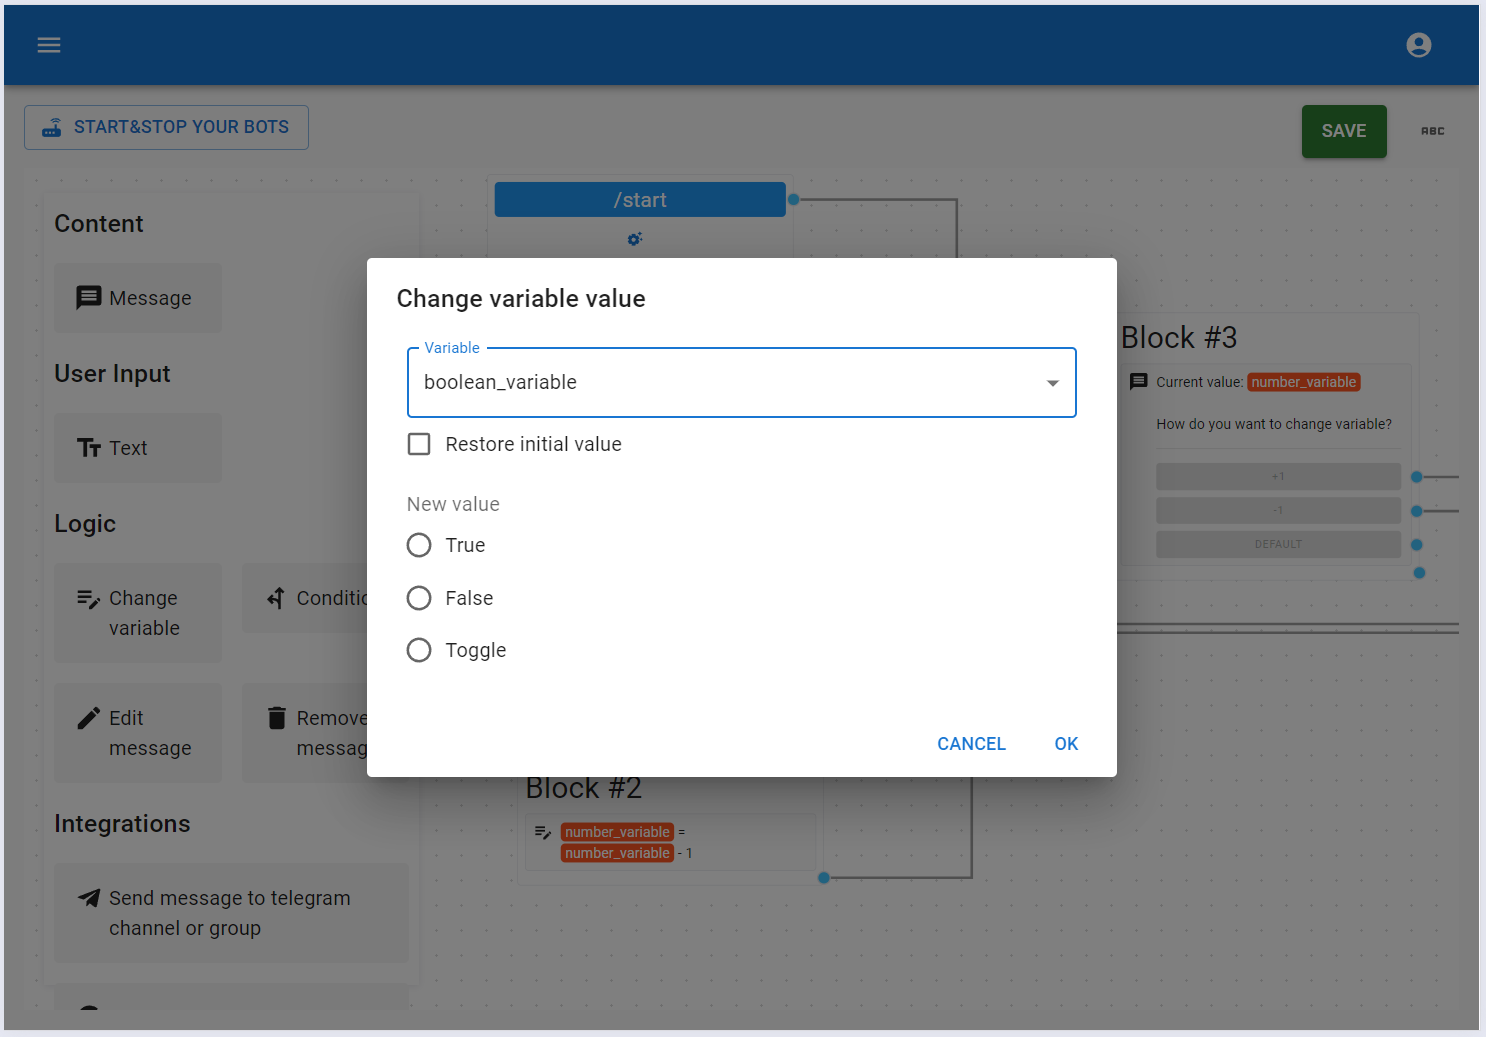 START&STOP YOUR BOTS
SAVE
ABC
/start
Content
Message
User Input
Text
Logic
Change
variable
Conditio
Edit
message
Remove
messag
Integrations
Send message to telegram
channel or group
Change variable value
Variable
boolean_variable
Restore initial value
New value
True
False
Toggle
CANCEL
OK
Block #3
Current value: number_variable
How do you want to change variable?
+1
-1
DEFAULT
Block #2
number_variable =
number_variable - 1